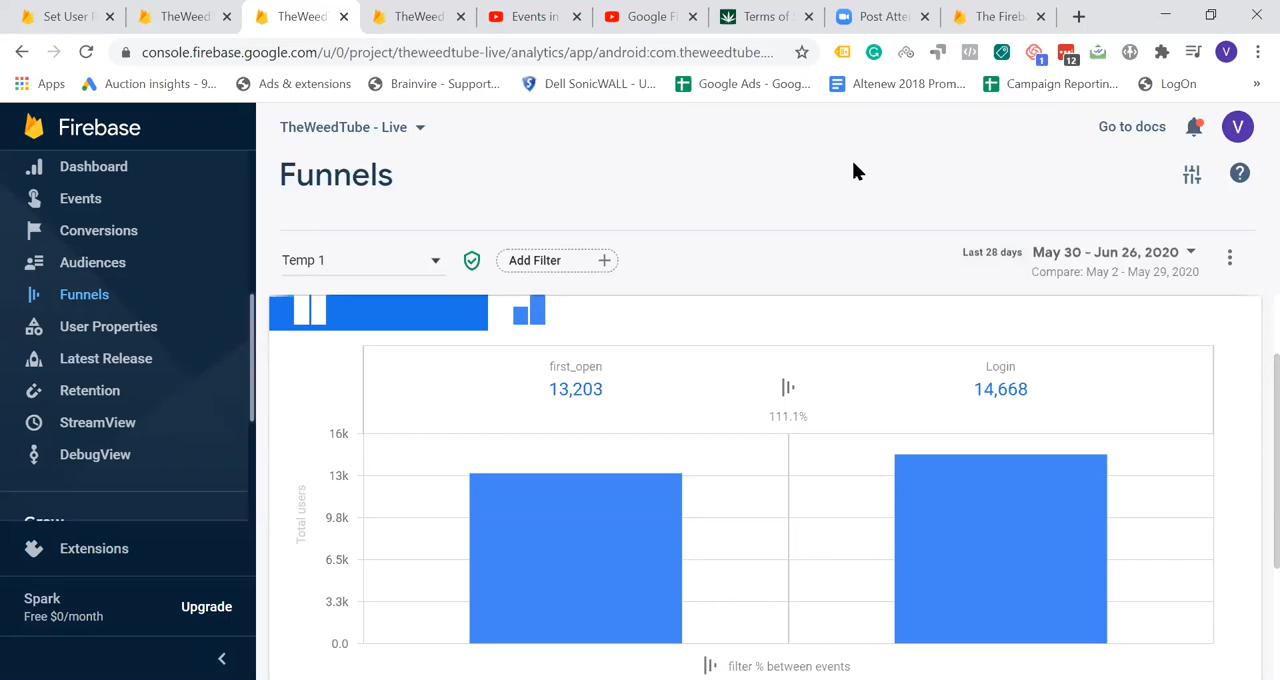 Set User P
TheWeedT
TheWeedT
TheWeed
Events in
Google Fi
Terms of S
Post Atte
The Fireb
console.firebase.google.com/u/0/project/theweedtube-live/analytics/app/android:com.theweedtube....
1
12
V
Apps
Auction insights - 9...
Ads & extensions
Brainvire - Support...
Dell SonicWALL - U...
Google Ads - Goog...
Altenew 2018 Prom...
Campaign Reportin...
LogOn
»
Firebase
TheWeedTube - Live
Go to docs
V
Dashboard
Funnels
Events
Conversions
Audiences
Funnels
User Properties
Latest Release
Retention
StreamView
DebugView
Extensions
Spark
Free $0/month
Upgrade
Temp 1
Add Filter
Last 28 days
May 30 - Jun 26, 2020
Compare: May 2 - May 29, 2020
first_open
13,203
Login
14,668
111.1%
16k
13k
9.8k
6.5k
3.3k
0.0
Total users
filter % between events